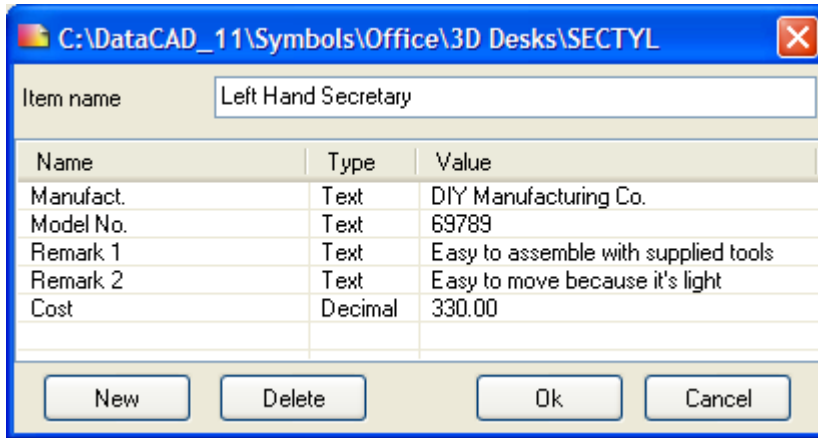 C:\DataCAD_11\Symbols\Office\3D Desks\SECTYL
Item name Left Hand Secretary
Name Type Value
Manufact. Text DIY Manufacturing Co.
Model No. Text 69789
Remark 1 Text Easy to assemble with supplied tools
Remark 2 Text Easy to move because it's light
Cost Decimal 330.00
New Delete Ok Cancel